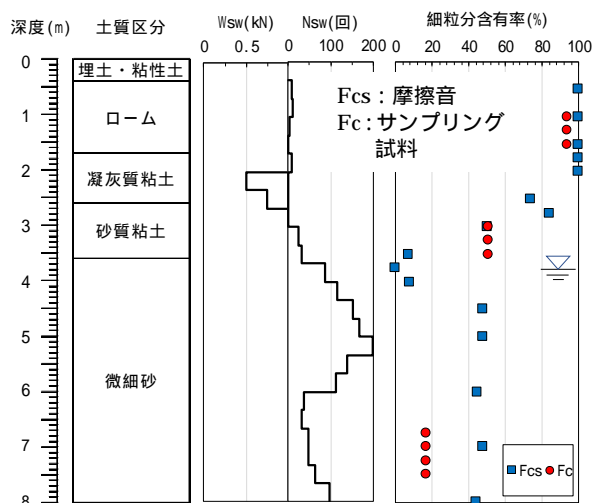 深度(m) 土質区分 Wsw(kN) Nsw(回) 細粒分含有率(%)
0 0.5 0 100 200 0 20 40 60 80 100
0
埋土・粘性土
Fcs：摩擦音
Fc：サンプリング
試料
1
ローム
2
凝灰質粘土
3
砂質粘土
4
5
微細砂
6
7
Fcs Fc
8